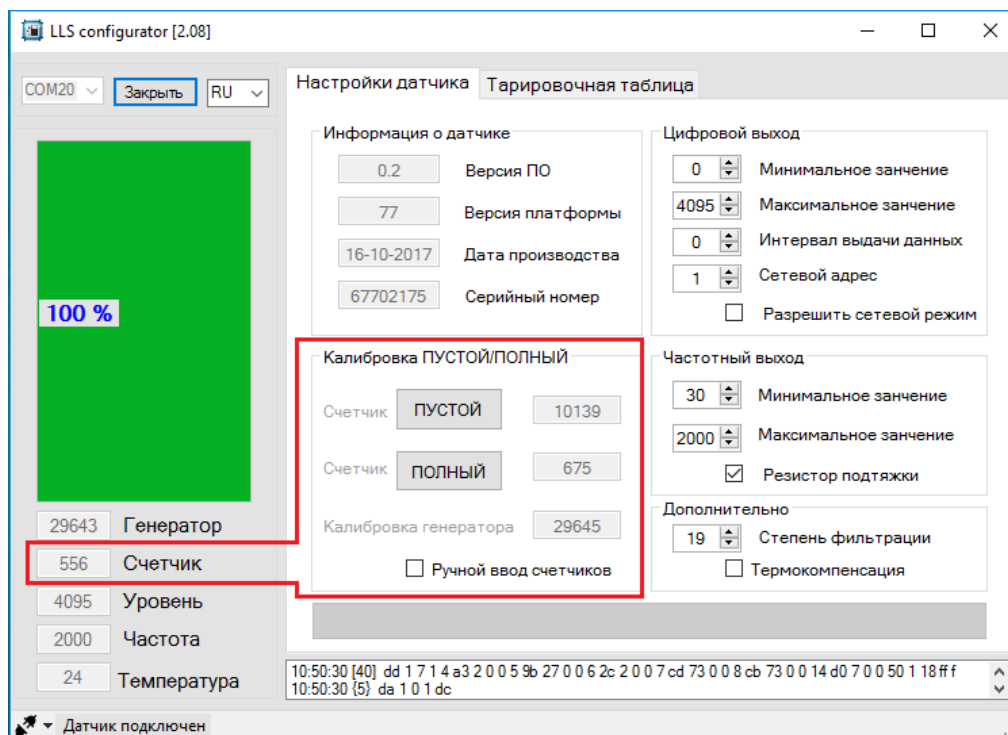 LLS configurator [2.08]
COM20 Закрыть RU
100 %
29643 Генератор
556 Счетчик
4095 Уровень
2000 Частота
24 Температура
Настройки датчика Тарировочная таблица
Информация о датчике
0.2 Версия ПО
77 Версия платформы
16-10-2017 Дата производства
67702175 Серийный номер
Калибровка ПУСТОЙ/ПОЛНЫЙ
Счетчик ПУСТОЙ 10139
Счетчик ПОЛНЫЙ 675
Калибровка генератора 29645
Ручной ввод счетчиков
Цифровой выход
0 Минимальное занчение
4095 Максимальное занчение
0 Интервал выдачи данных
1 Сетевой адрес
Разрешить сетевой режим
Частотный выход
30 Минимальное занчение
2000 Максимальное занчение
Резистор подтяжки
Дополнительно
19 Степень фильтрации
Термокомпенсация
10:50:30 [40] dd 1 7 1 4 a3 2 0 0 5 9b 27 0 0 6 2c 2 0 0 7 cd 73 0 0 8 cb 73 0 0 14 d0 7 0 0 50 1 18 ff f
10:50:30 {5} da 1 0 1 dc
Датчик подключен